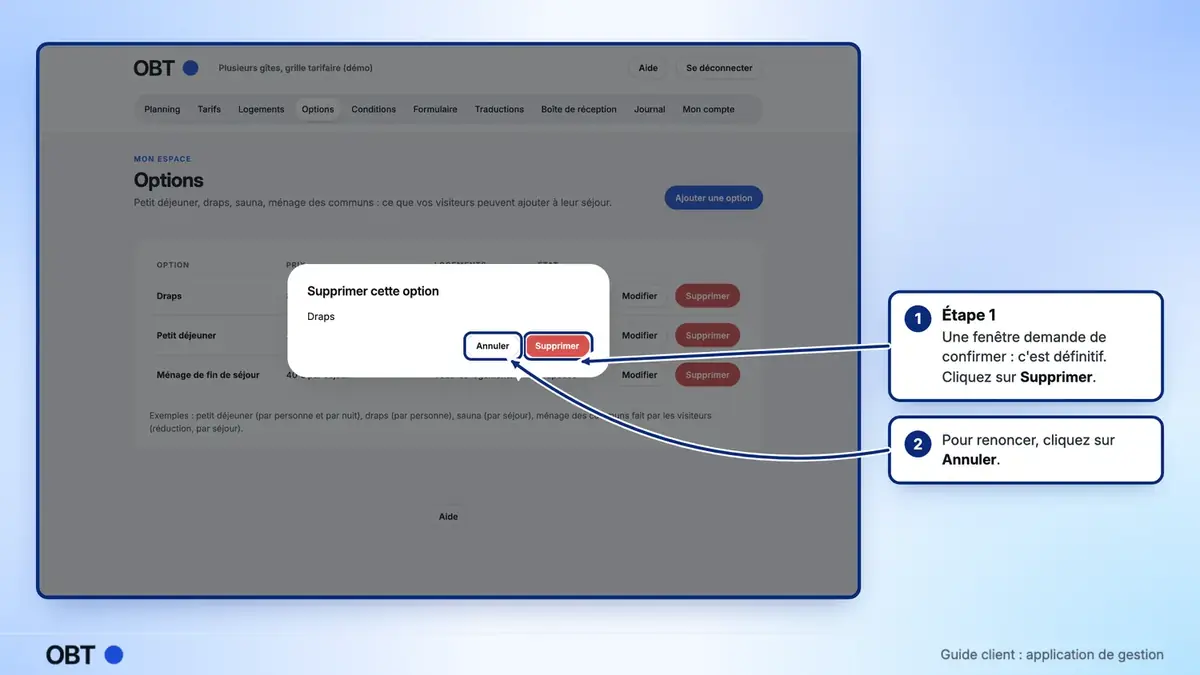 OBT
Plusieurs gîtes, grille tarifaire (démo)
Aide
Se déconnecter
Planning
Tarifs
Logements
Options
Conditions
Formulaire
Traductions
Boîte de réception
Journal
Mon compte
MON ESPACE
Options
Petit déjeuner, draps, sauna, ménage des communs : ce que vos visiteurs peuvent ajouter à leur séjour.
Ajouter une option
OPTION
Draps
Modifier
Supprimer
Petit déjeuner
Modifier
Supprimer
Ménage de fin de séjour
Modifier
Supprimer
Supprimer cette option
Draps
Annuler
Supprimer
Exemples : petit déjeuner (par personne et par nuit), draps (par personne), sauna (par séjour), ménage des communs fait par les visiteurs
(réduction, par séjour).
Aide
1
Étape 1
Une fenêtre demande de
confirmer : c'est définitif.
Cliquez sur Supprimer.
2
Pour renoncer, cliquez sur
Annuler.
OBT
Guide client : application de gestion